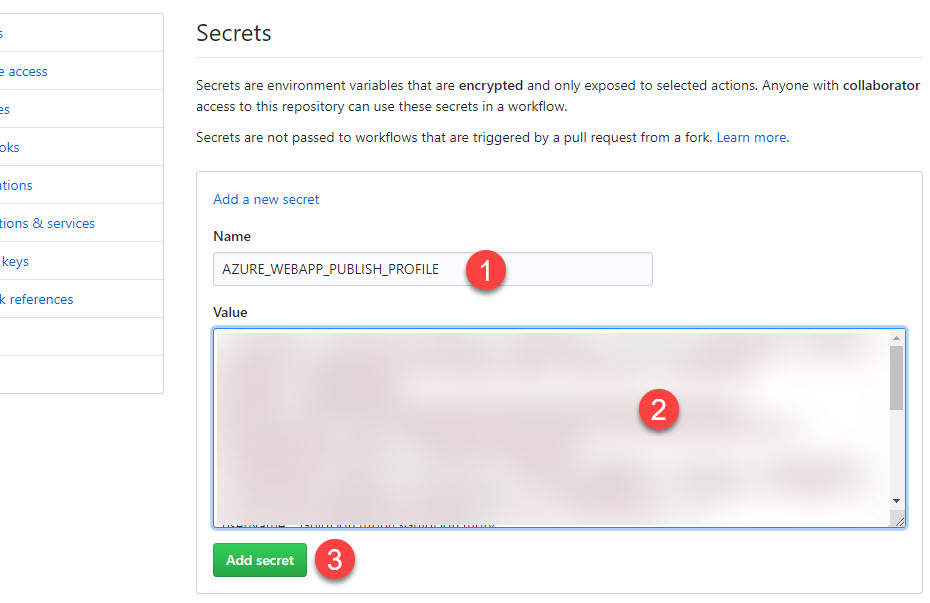 Secrets
s
e access
es
oks
ations
tions & services
keys
k references
Secrets are environment variables that are encrypted and only exposed to selected actions. Anyone with collaborator
access to this repository can use these secrets in a workflow.
Secrets are not passed to workflows that are triggered by a pull request from a fork. Learn more.
Add a new secret
Name
AZURE_WEBAPP_PUBLISH_PROFILE
1
Value
2
Add secret
3